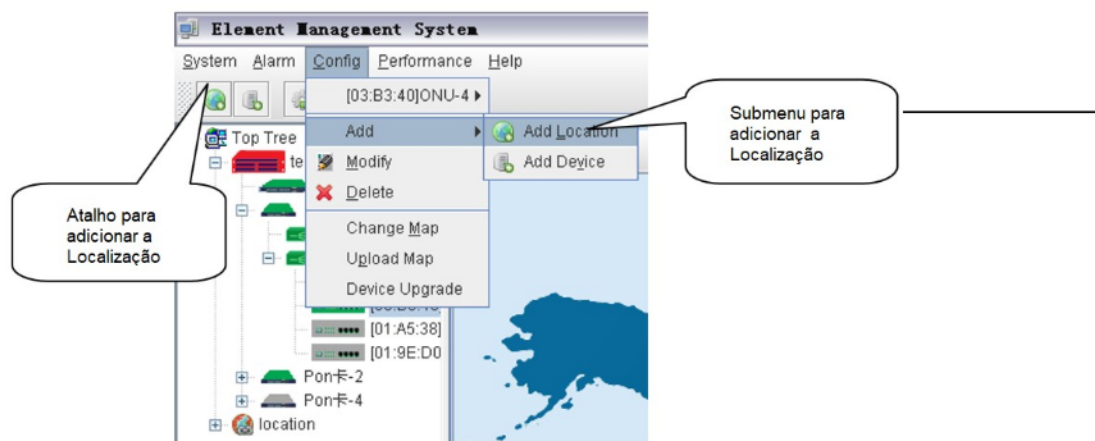 Element Management System
System Alarm Config Performance Help
[03:B3:40]ONU-4
Add
Add Location
Modify
Add Device
Delete
Change Map
Upload Map
Device Upgrade
Top Tree
te
[01:A5:38]
[01:9E:D0
Pon卡-2
Pon卡-4
location
Atalho para
adicionar a
Localização
Submenu para
adicionar a
Localização